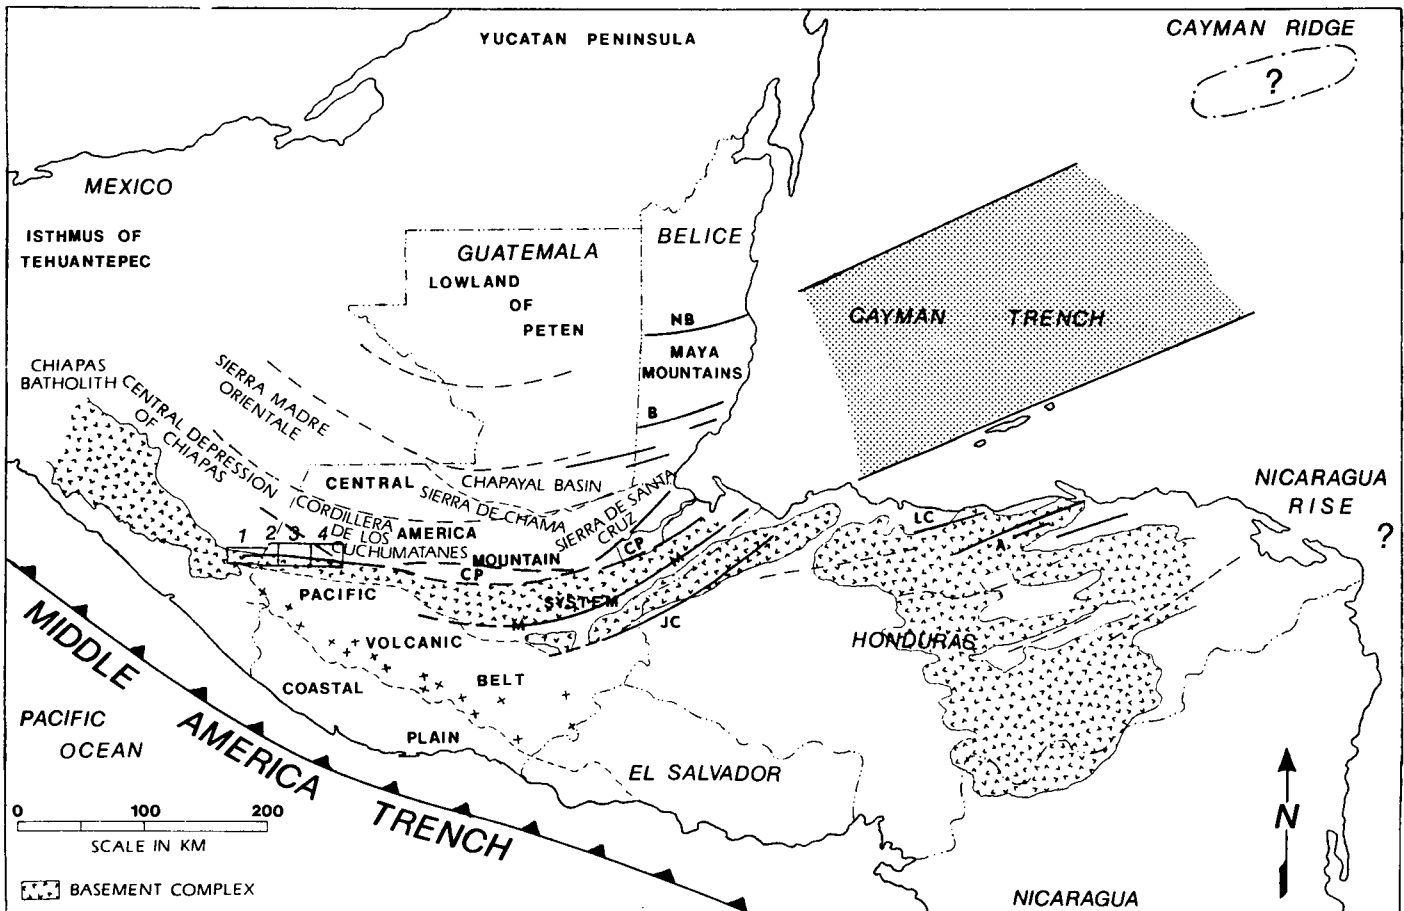 YUCATAN PENINSULA
CAYMAN RIDGE
?
MEXICO
ISTHMUS OF
TEHUANTEPEC
GUATEMALA
LOWLAND
OF
PETEN
BELICE
NB
MAYA
MOUNTAINS
B
CAYMAN TRENCH
CHIAPAS
BATHOLITH
CENTRAL DEPRESSION
OF CHIAPAS
SIERRA MADRE
ORIENTALE
CENTRAL
AMERICA
MOUNTAIN
SYSTEM
CHAPAYAL BASIN
SIERRA DE CHAMA
SIERRA DE SANTA
CRUZ
CORDILLERA
DE LOS
CUCHUMATANES
1 2 3 4
CP
CP
M
M
JC
LC
A
NICARAGUA
RISE
?
PACIFIC
VOLCANIC
BELT
COASTAL
PLAIN
HONDURAS
EL SALVADOR
NICARAGUA
PACIFIC
OCEAN
MIDDLE AMERICA TRENCH
0 100 200
SCALE IN KM
BASEMENT COMPLEX
N